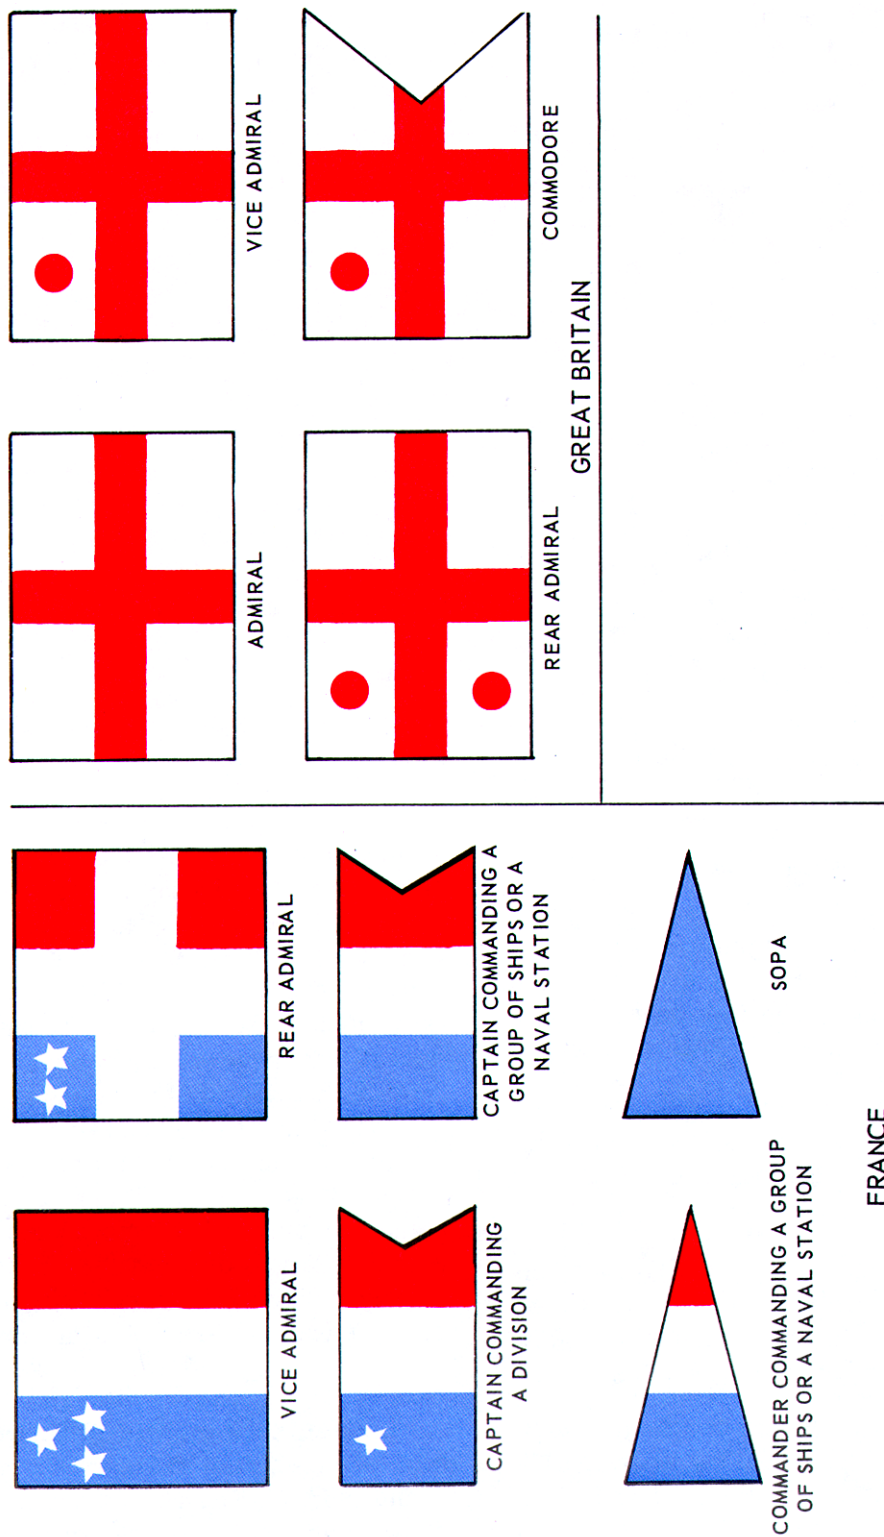 VICE ADMIRAL
REAR ADMIRAL
ADMIRAL
VICE ADMIRAL
CAPTAIN COMMANDING
A DIVISION
CAPTAIN COMMANDING A
GROUP OF SHIPS OR A
NAVAL STATION
REAR ADMIRAL
COMMODORE
GREAT BRITAIN
COMMANDER COMMANDING A GROUP
OF SHIPS OR A NAVAL STATION
SOPA
FRANCE